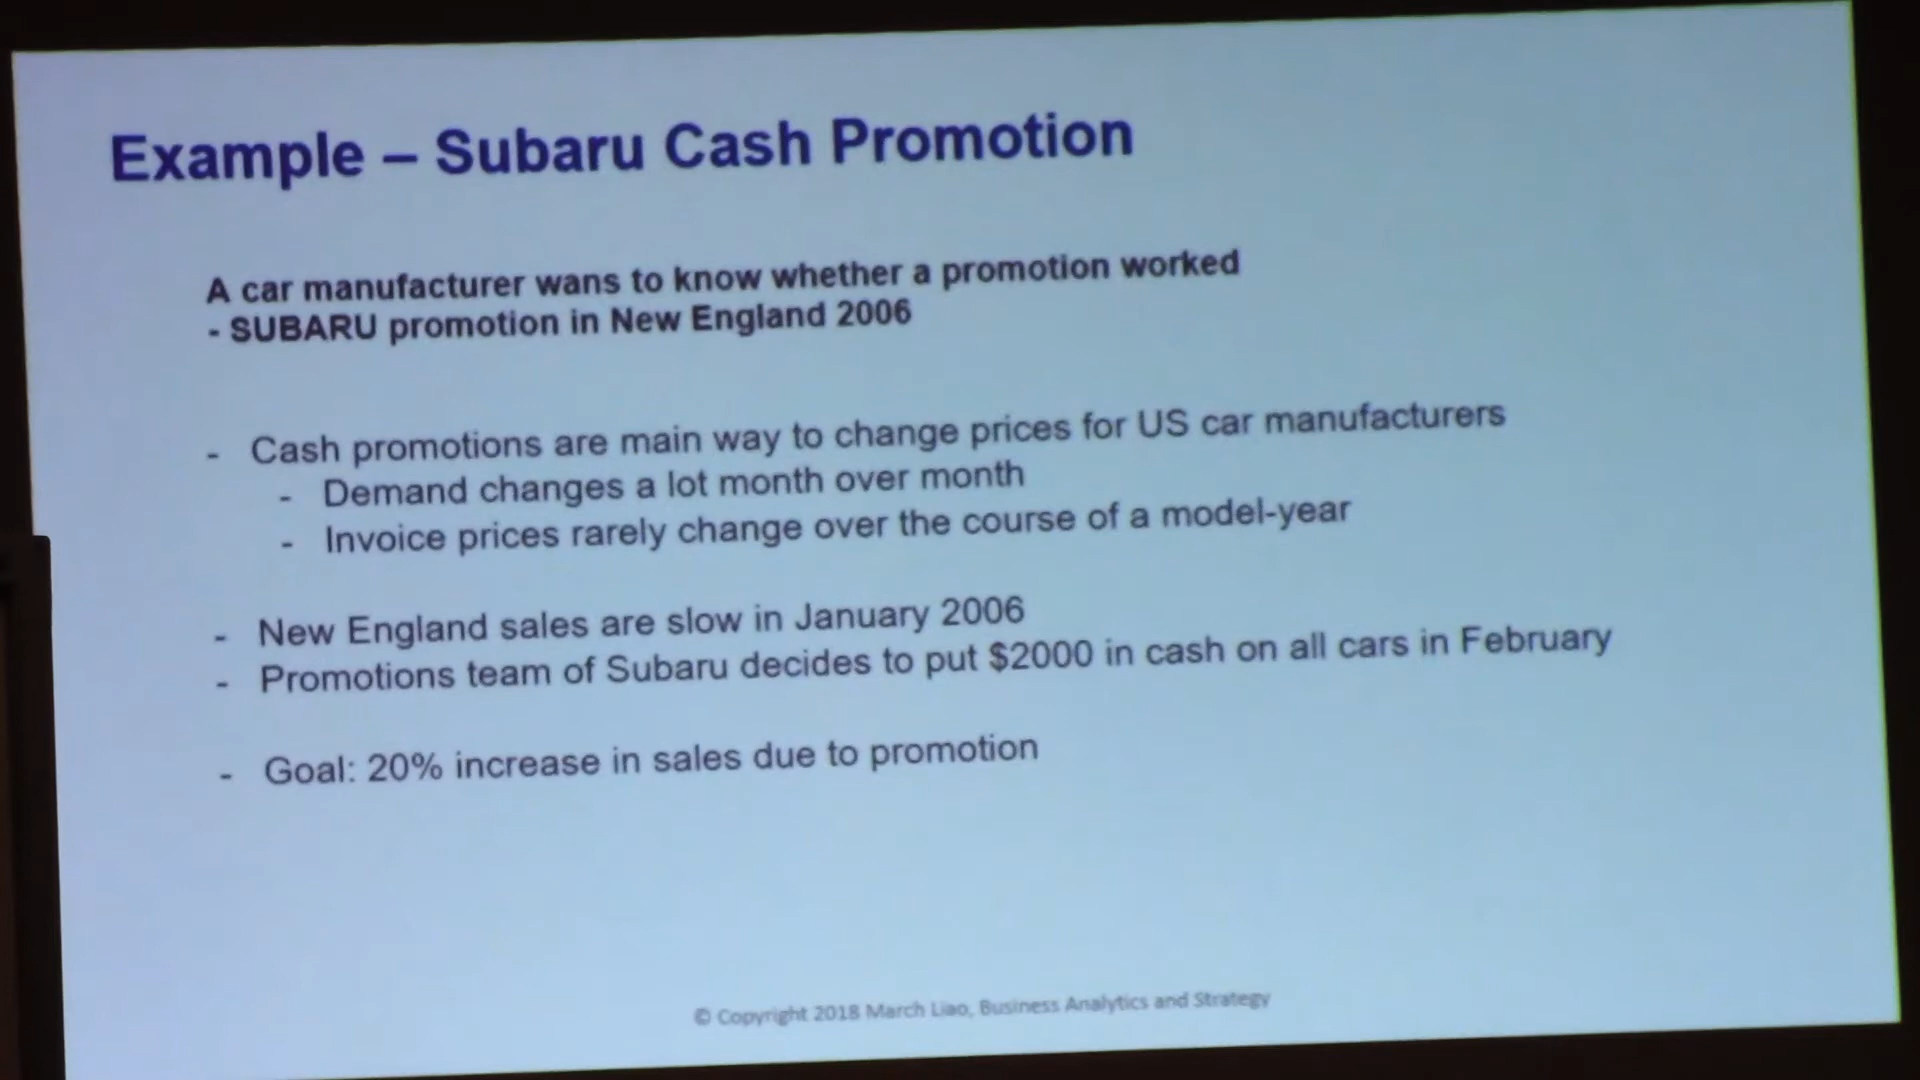 Example – Subaru Cash Promotion
A car manufacturer wans to know whether a promotion worked
- SUBARU promotion in New England 2006
- Cash promotions are main way to change prices for US car manufacturers
- Demand changes a lot month over month
- Invoice prices rarely change over the course of a model-year
- New England sales are slow in January 2006
- Promotions team of Subaru decides to put $2000 in cash on all cars in February
- Goal: 20% increase in sales due to promotion
© Copyright 2018 March Liao, Business Analytics and Strategy